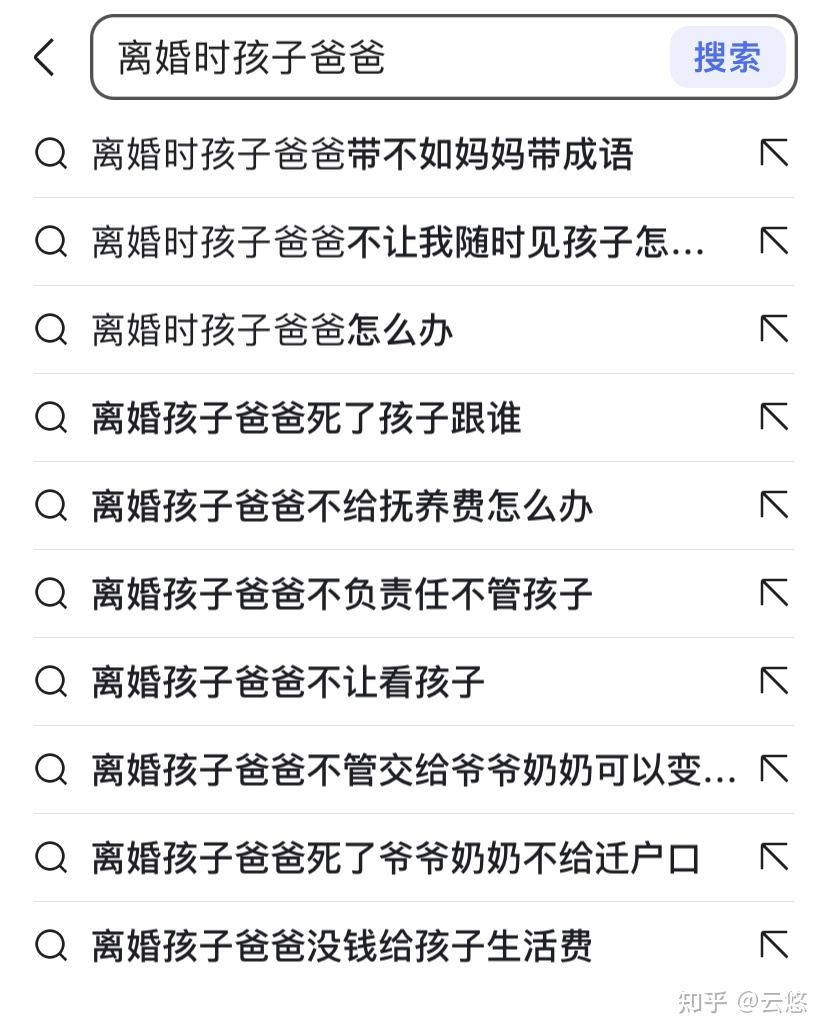 离婚时孩子爸爸 搜索
离婚时孩子爸爸带不如妈妈带成语
离婚时孩子爸爸不让我随时见孩子怎...
离婚时孩子爸爸怎么办
离婚孩子爸爸死了孩子跟谁
离婚孩子爸爸不给抚养费怎么办
离婚孩子爸爸不负责任不管孩子
离婚孩子爸爸不让看孩子
离婚孩子爸爸不管交给爷爷奶奶可以变...
离婚孩子爸爸死了爷爷奶奶不给迁户口
离婚孩子爸爸没钱给孩子生活费
知乎 @云悠